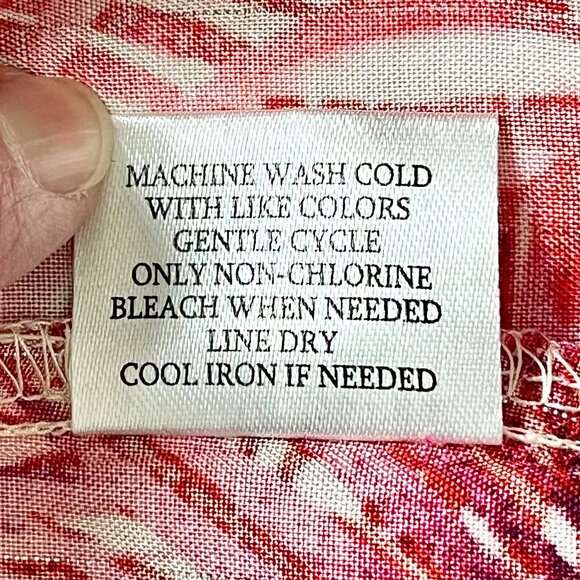 MACHINE WASH COLD
WITH LIKE COLORS
GENTLE CYCLE
ONLY NON-CHLORINE
BLEACH WHEN NEEDED
LINE DRY
COOL IRON IF NEEDED